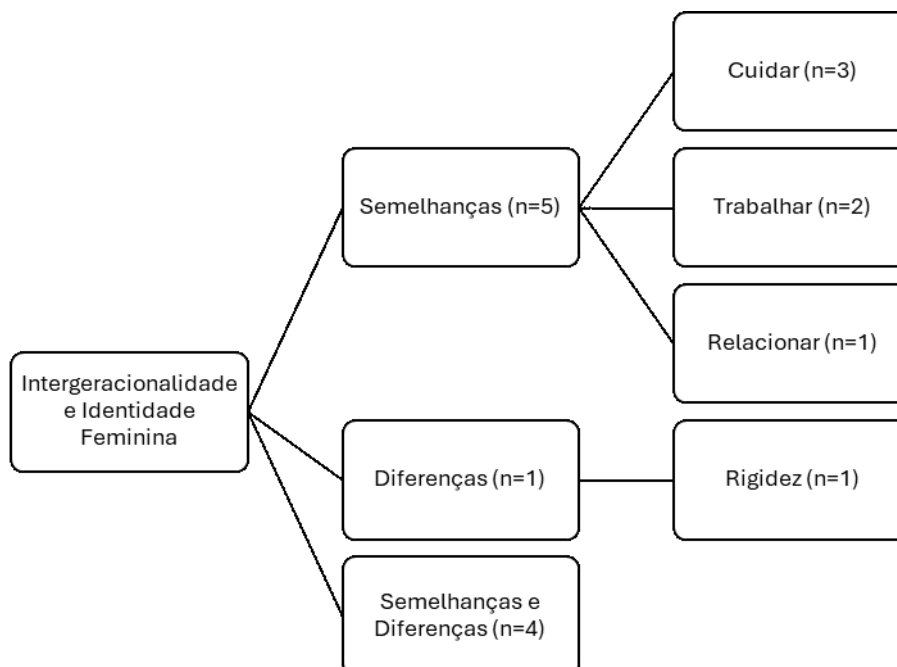 Intergeracionalidade
e Identidade
Feminina
Semelhanças (n=5)
Cuidar (n=3)
Trabalhar (n=2)
Relacionar (n=1)
Diferenças (n=1)
Rigidez (n=1)
Semelhanças e
Diferenças (n=4)